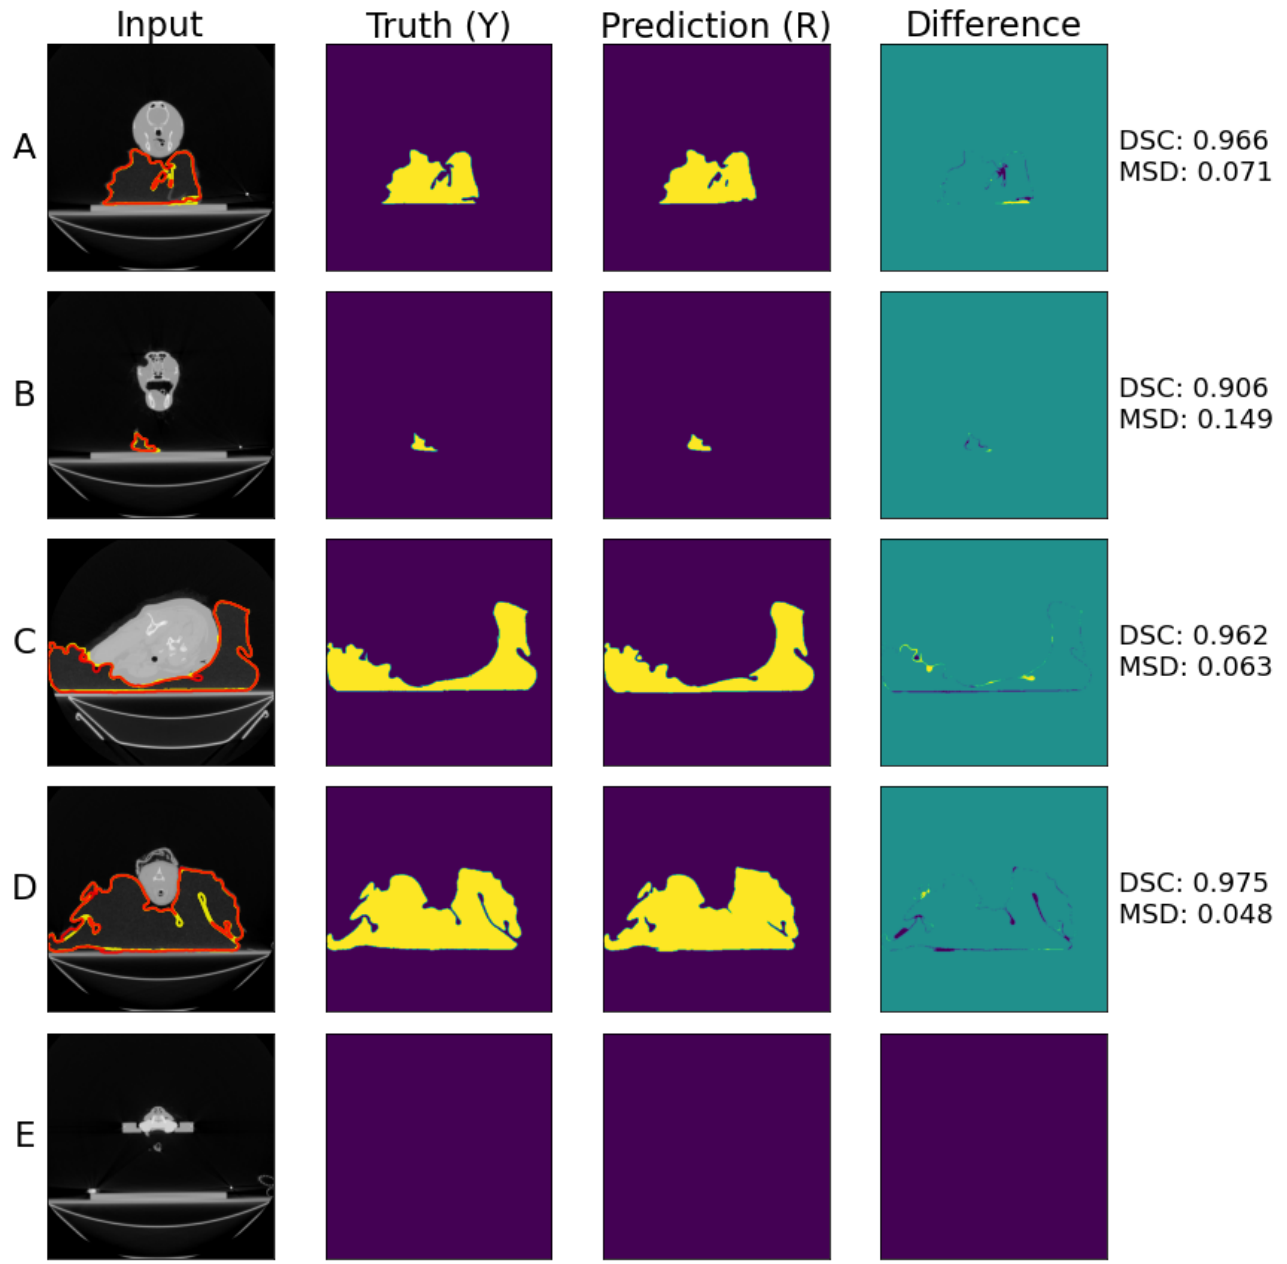 Input Truth (Y) Prediction (R) Difference
A
DSC: 0.966
MSD: 0.071
B
DSC: 0.906
MSD: 0.149
C
DSC: 0.962
MSD: 0.063
D
DSC: 0.975
MSD: 0.048
E